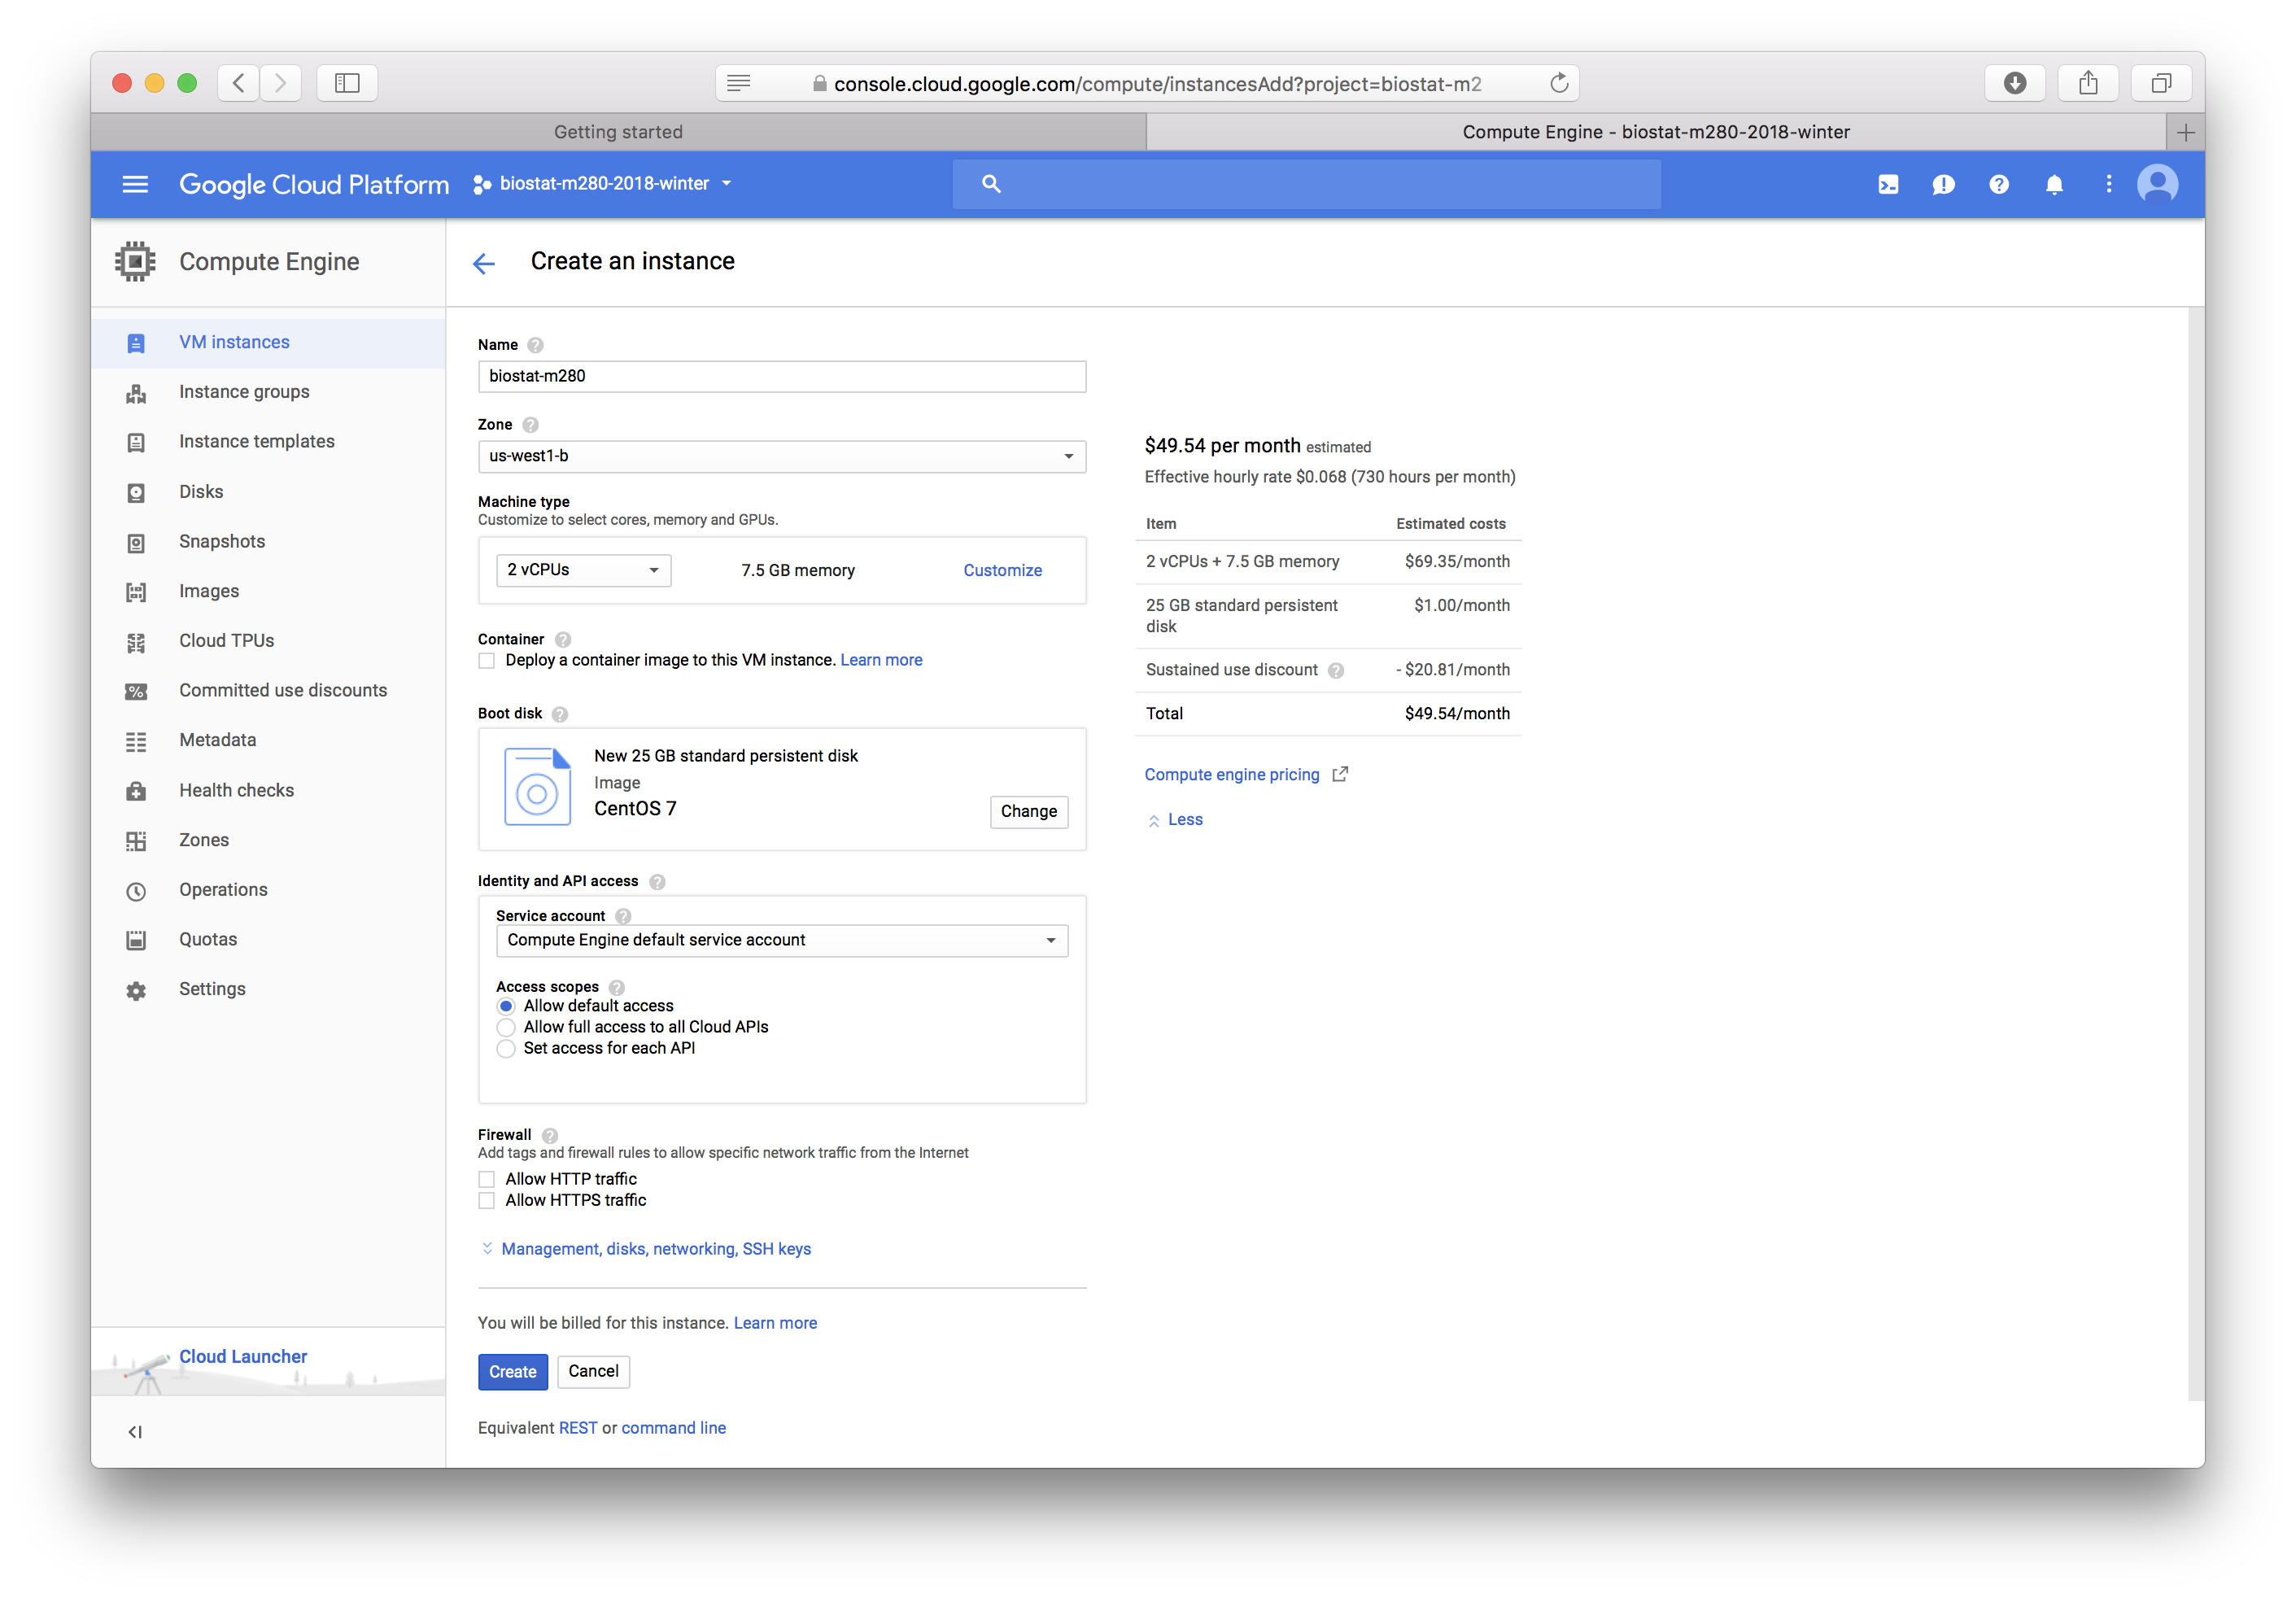 console.cloud.google.com/compute/instancesAdd?project=biostat-m2
Getting started
Compute Engine - biostat-m280-2018-winter
Google Cloud Platform
biostat-m280-2018-winter
Compute Engine
Create an instance
VM instances
Instance groups
Instance templates
Disks
Snapshots
Images
Cloud TPUs
Committed use discounts
Metadata
Health checks
Zones
Operations
Quotas
Settings
Cloud Launcher
Name
biostat-m280
Zone
us-west1-b
Machine type
Customize to select cores, memory and GPUs.
2 vCPUs
7.5 GB memory
Customize
Container
Deploy a container image to this VM instance. Learn more
Boot disk
New 25 GB standard persistent disk
Image
CentOS 7
Change
Identity and API access
Service account
Compute Engine default service account
Access scopes
Allow default access
Allow full access to all Cloud APIs
Set access for each API
Firewall
Add tags and firewall rules to allow specific network traffic from the Internet
Allow HTTP traffic
Allow HTTPS traffic
Management, disks, networking, SSH keys
You will be billed for this instance. Learn more
Create
Cancel
Equivalent REST or command line
$49.54 per month estimated
Effective hourly rate $0.068 (730 hours per month)
Item Estimated costs
2 vCPUs + 7.5 GB memory $69.35/month
25 GB standard persistent $1.00/month
disk
Sustained use discount - $20.81/month
Total $49.54/month
Compute engine pricing
Less